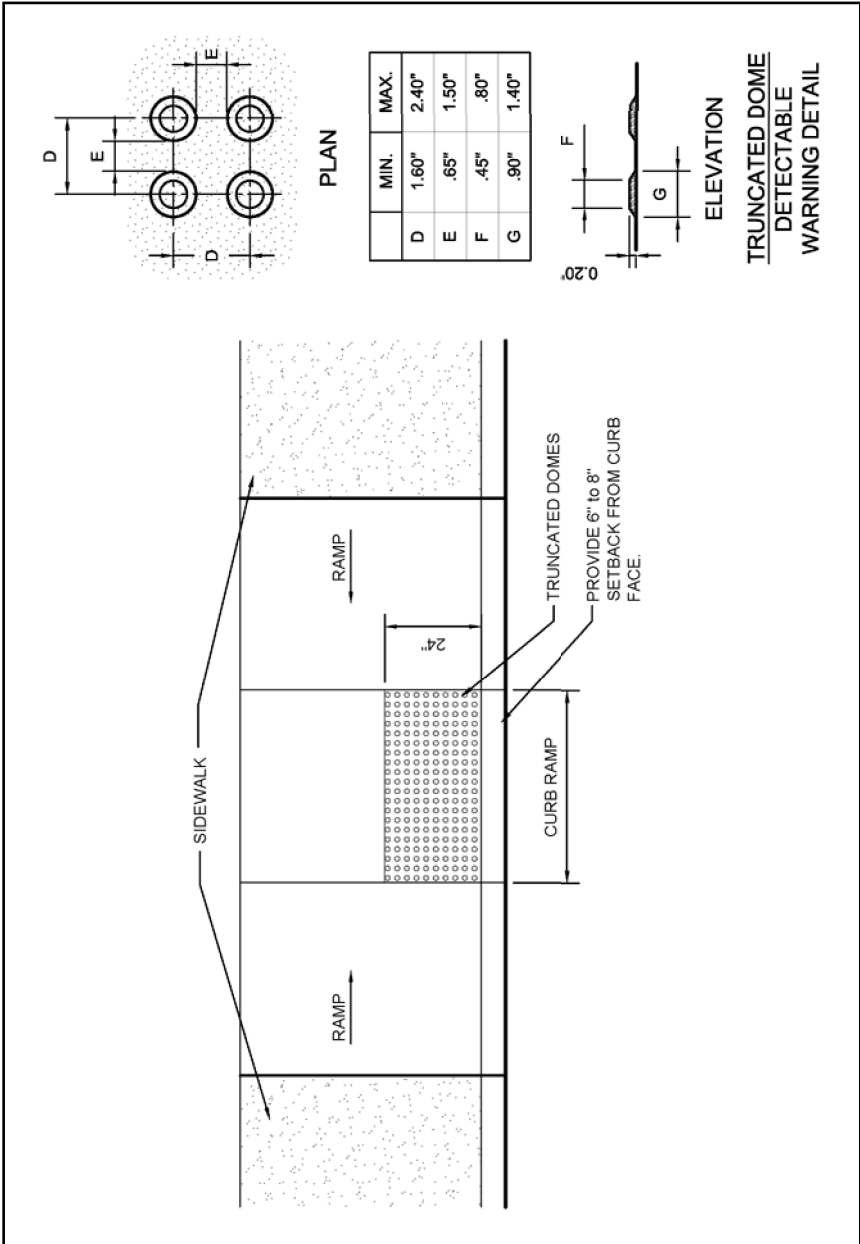 SIDEWALK
RAMP
RAMP
24"
TRUNCATED DOMES
PROVIDE 6" to 8"
SETBACK FROM CURB
FACE.
CURB RAMP
D
E
E
D
PLAN
MIN. MAX.
D 1.60" 2.40"
E .65" 1.50"
F .45" .80"
G .90" 1.40"
F
G
0.20"
ELEVATION
TRUNCATED DOME
DETECTABLE
WARNING DETAIL